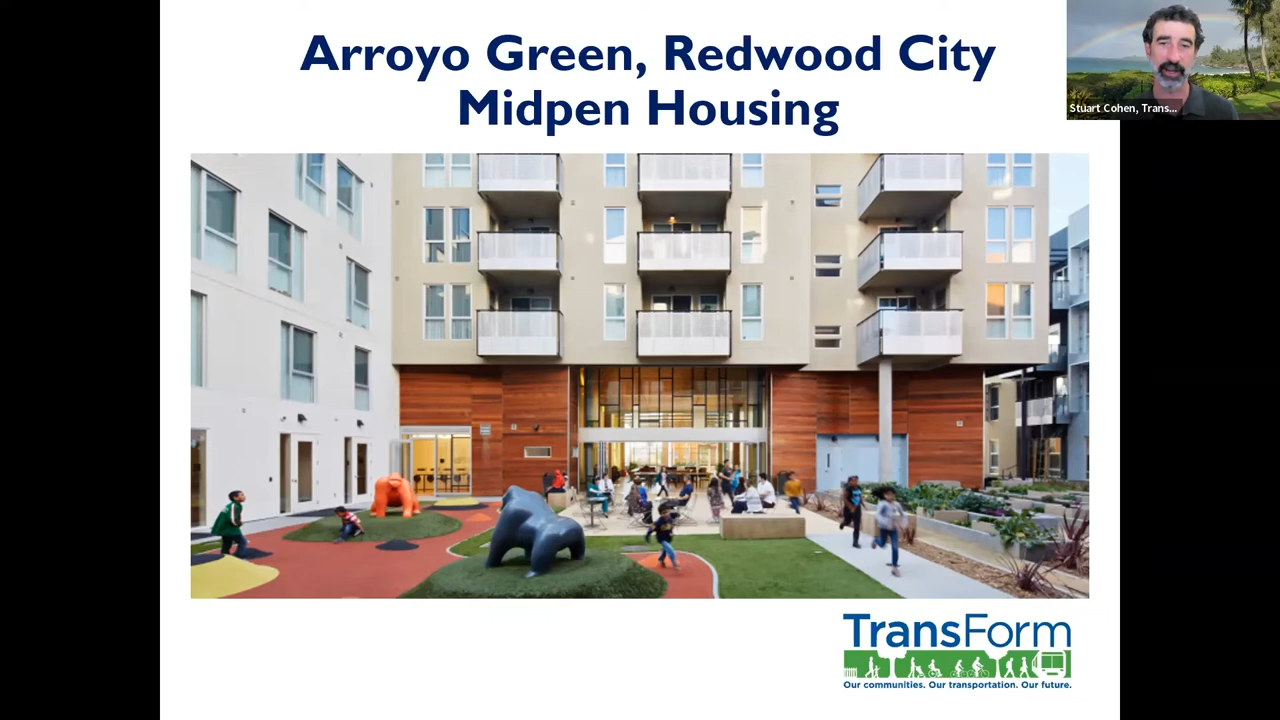 Arroyo Green, Redwood City
Midpen Housing
Stuart Cohen, Trans...
TransForm
Our communities. Our transportation. Our future.